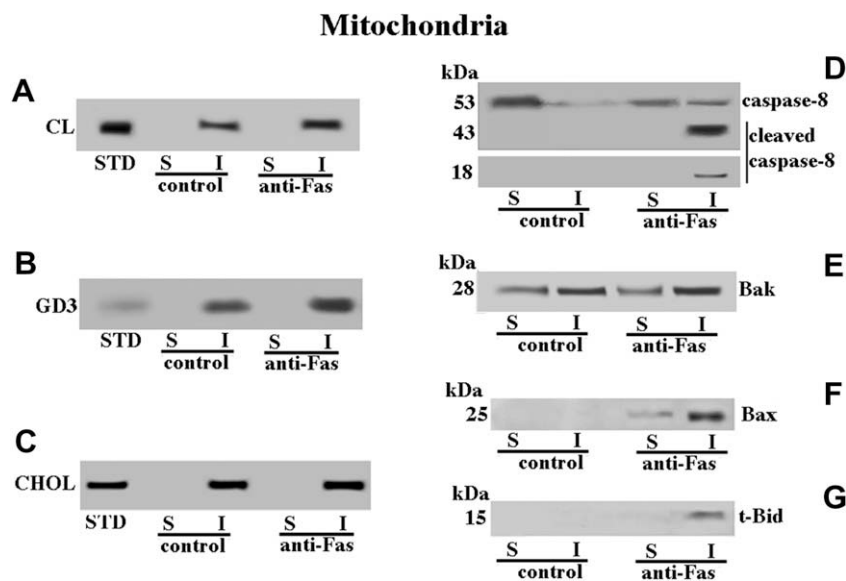 Mitochondria
A
CL
STD S I S I
control anti-Fas
B
GD3
STD S I S I
control anti-Fas
C
CHOL
STD S I S I
control anti-Fas
D
kDa
53 caspase-8
43 cleaved
caspase-8
18
S I S I
control anti-Fas
E
kDa
28 Bak
S I S I
control anti-Fas
F
kDa
25 Bax
S I S I
control anti-Fas
G
kDa
15 t-Bid
S I S I
control anti-Fas